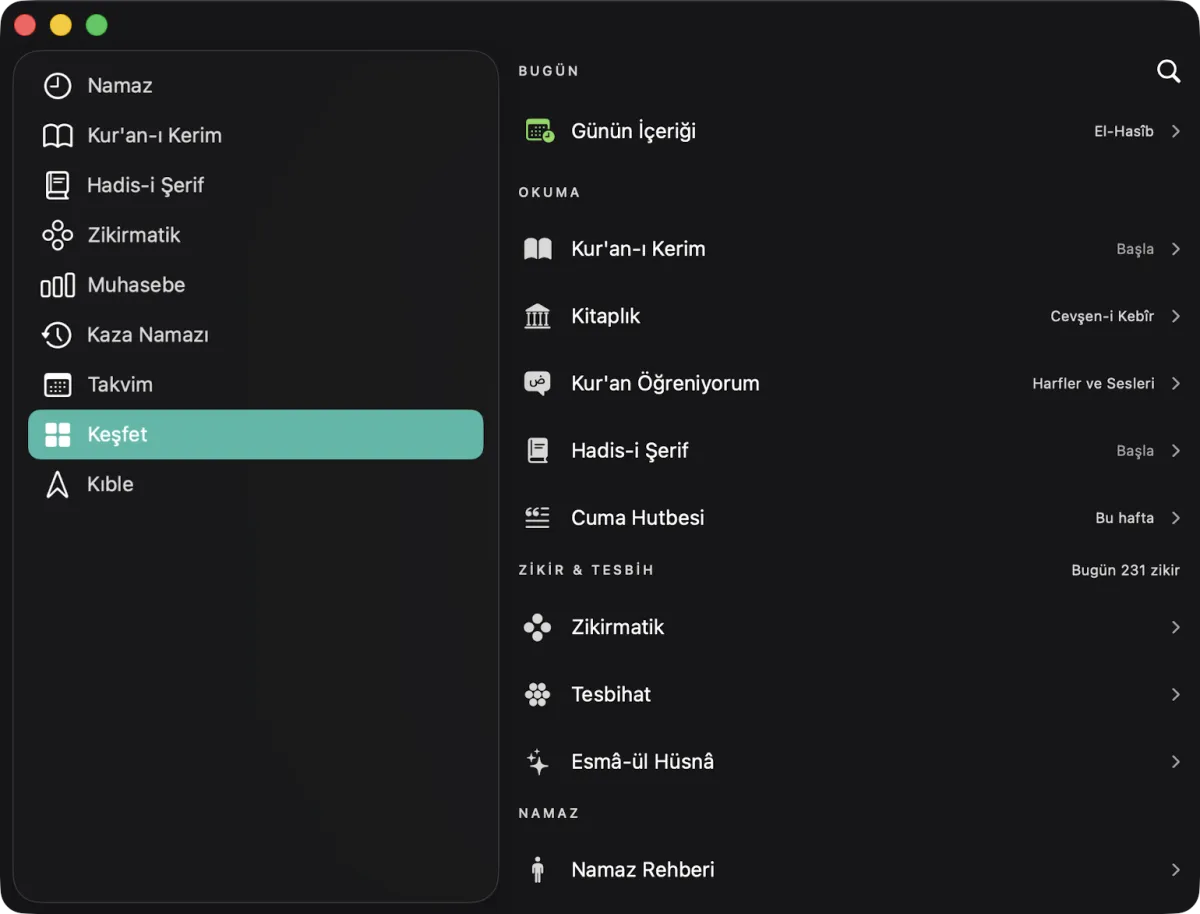 Namaz
Kur'an-ı Kerim
Hadis-i Şerif
Zikirmatik
Muhasebe
Kaza Namazı
Takvim
Keşfet
Kıble
BUGÜN
Günün İçeriği El-Hasîb
OKUMA
Kur'an-ı Kerim Başla
Kitaplık Cevşen-i Kebîr
ض
Kur'an Öğreniyorum Harfler ve Sesleri
Hadis-i Şerif Başla
Cuma Hutbesi Bu hafta
ZİKİR & TESBİH Bugün 231 zikir
Zikirmatik
Tesbihat
Esmâ-ül Hüsnâ
NAMAZ
Namaz Rehberi